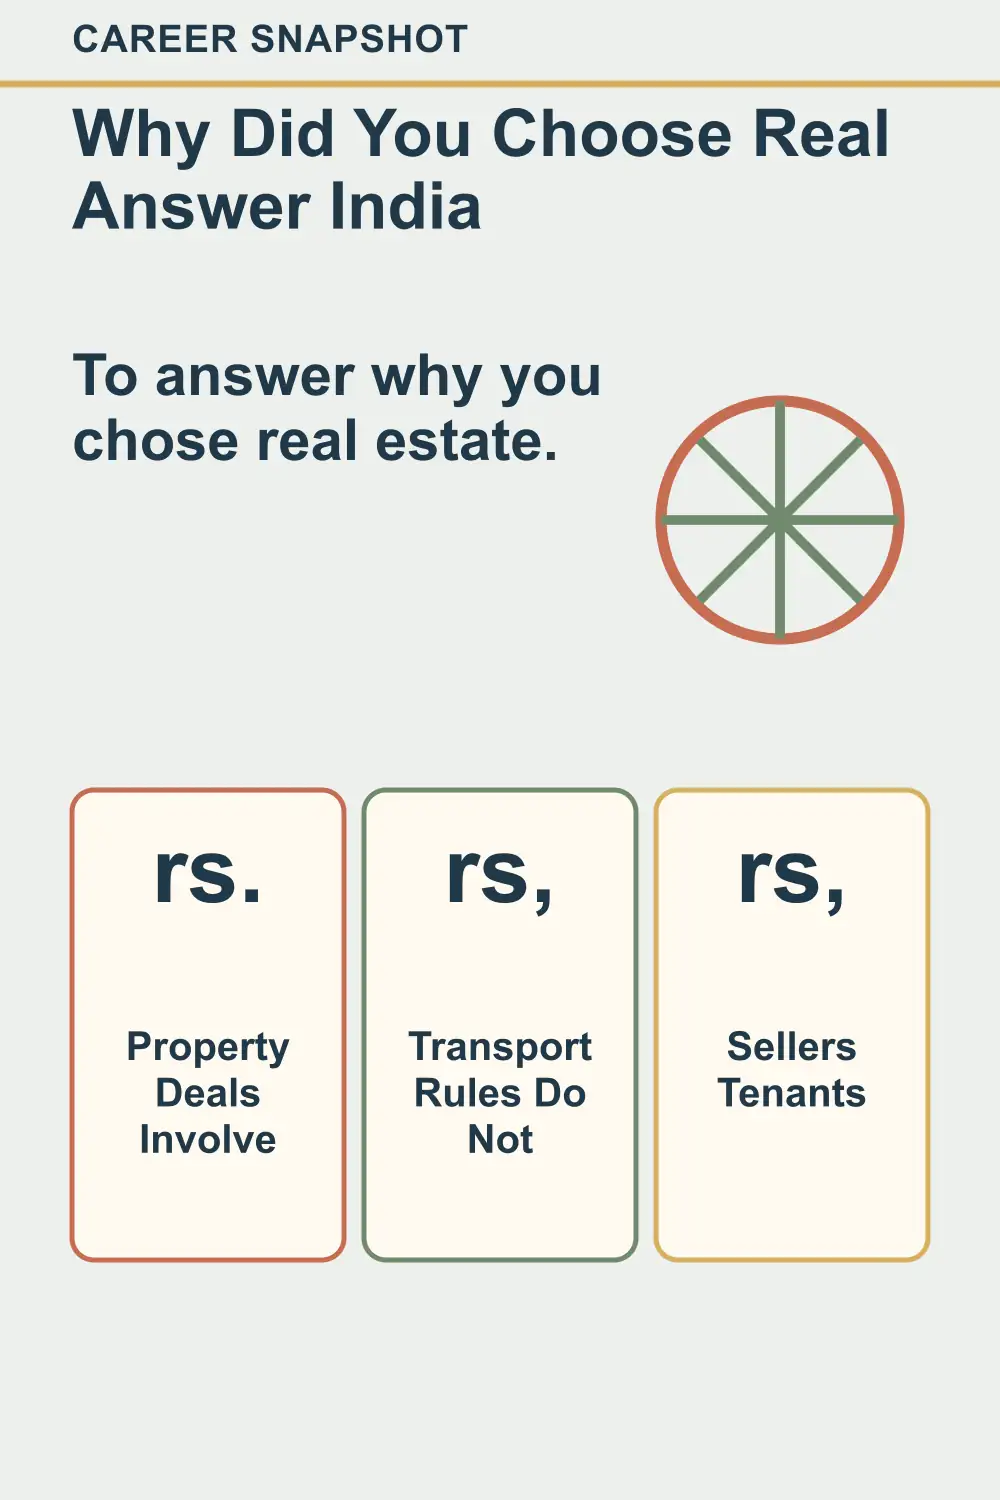 CAREER SNAPSHOT
Why Did You Choose Real
Answer India
To answer why you
chose real estate.
rs.
Property
Deals
Involve
rs,
Transport
Rules Do
Not
rs,
Sellers
Tenants